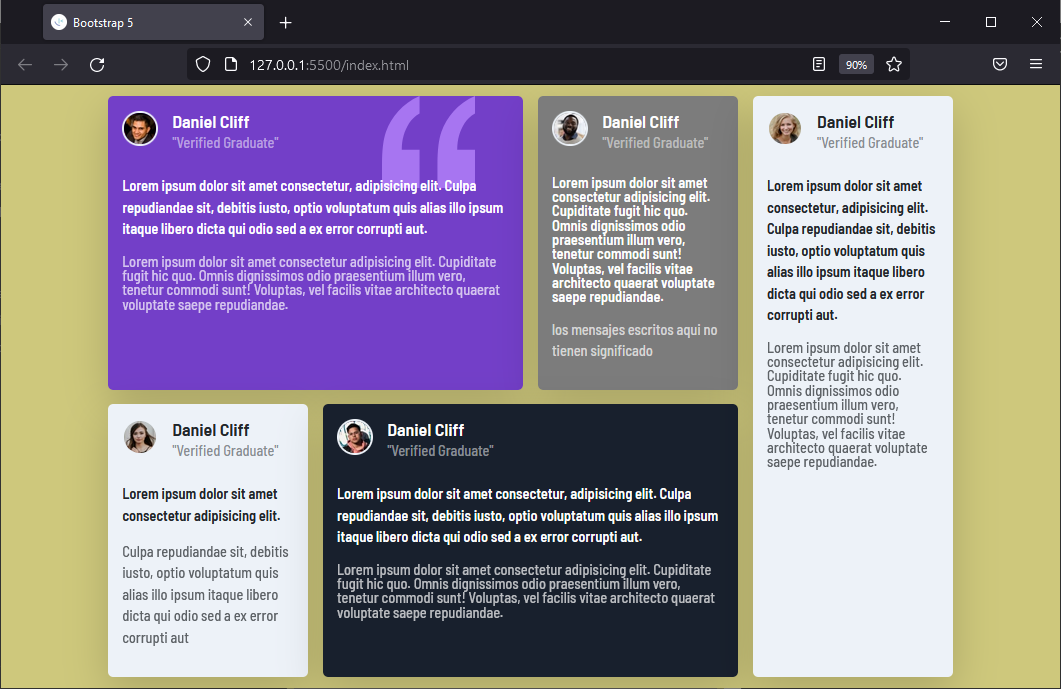 Bootstrap 5
127.0.0.1:5500/index.html
90%
Daniel Cliff
"Verified Graduate"
Lorem ipsum dolor sit amet consectetur, adipisicing elit. Culpa
repudiandae sit, debitis iusto, optio voluptatum quis alias illo ipsum
itaque libero dicta qui odio sed a ex error corrupti aut.
Lorem ipsum dolor sit amet consectetur adipisicing elit. Cupiditate
fugit hic quo. Omnis dignissimos odio praesentium illum vero,
tenetur commodi sunt! Voluptas, vel facilis vitae architecto quaerat
voluptate saepe repudiandae.
Daniel Cliff
"Verified Graduate"
Lorem ipsum dolor sit amet
consectetur adipisicing elit.
Cupiditate fugit hic quo.
Omnis dignissimos odio
praesentium illum vero,
tenetur commodi sunt!
Voluptas, vel facilis vitae
architecto quaerat voluptate
saepe repudiandae.
los mensajes escritos aqui no
tienen significado
Daniel Cliff
"Verified Graduate"
Lorem ipsum dolor sit amet
consectetur, adipisicing elit.
Culpa repudiandae sit, debitis
iusto, optio voluptatum quis
alias illo ipsum itaque libero
dicta qui odio sed a ex error
corrupti aut.
Lorem ipsum dolor sit amet
consectetur adipisicing elit.
Cupiditate fugit hic quo.
Omnis dignissimos odio
praesentium illum vero,
tenetur commodi sunt!
Voluptas, vel facilis vitae
architecto quaerat voluptate
saepe repudiandae.
Daniel Cliff
"Verified Graduate"
Lorem ipsum dolor sit amet
consectetur adipisicing elit.
Culpa repudiandae sit, debitis
iusto, optio voluptatum quis
alias illo ipsum itaque libero
dicta qui odio sed a ex error
corrupti aut
Daniel Cliff
"Verified Graduate"
Lorem ipsum dolor sit amet consectetur, adipisicing elit. Culpa
repudiandae sit, debitis iusto, optio voluptatum quis alias illo ipsum
itaque libero dicta qui odio sed a ex error corrupti aut.
Lorem ipsum dolor sit amet consectetur adipisicing elit. Cupiditate
fugit hic quo. Omnis dignissimos odio praesentium illum vero,
tenetur commodi sunt! Voluptas, vel facilis vitae architecto quaerat
voluptate saepe repudiandae.